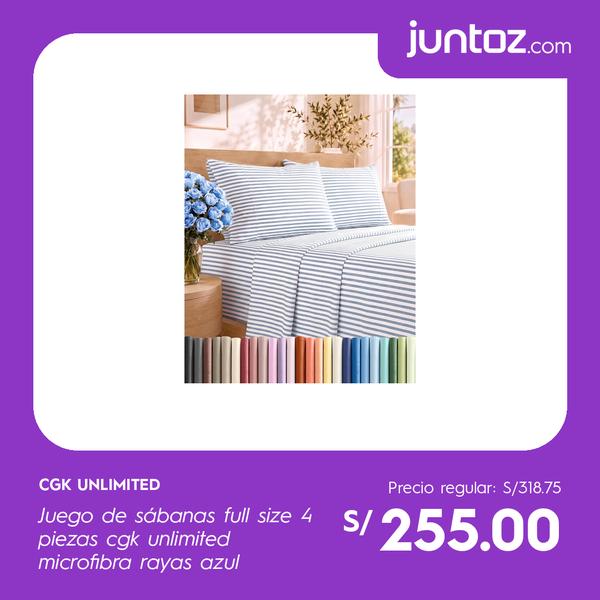 juntoz.com
CGK UNLIMITED
Juego de sábanas full size 4
piezas cgk unlimited
microfibra rayas azul
Precio regular: S/318.75
S/255.00